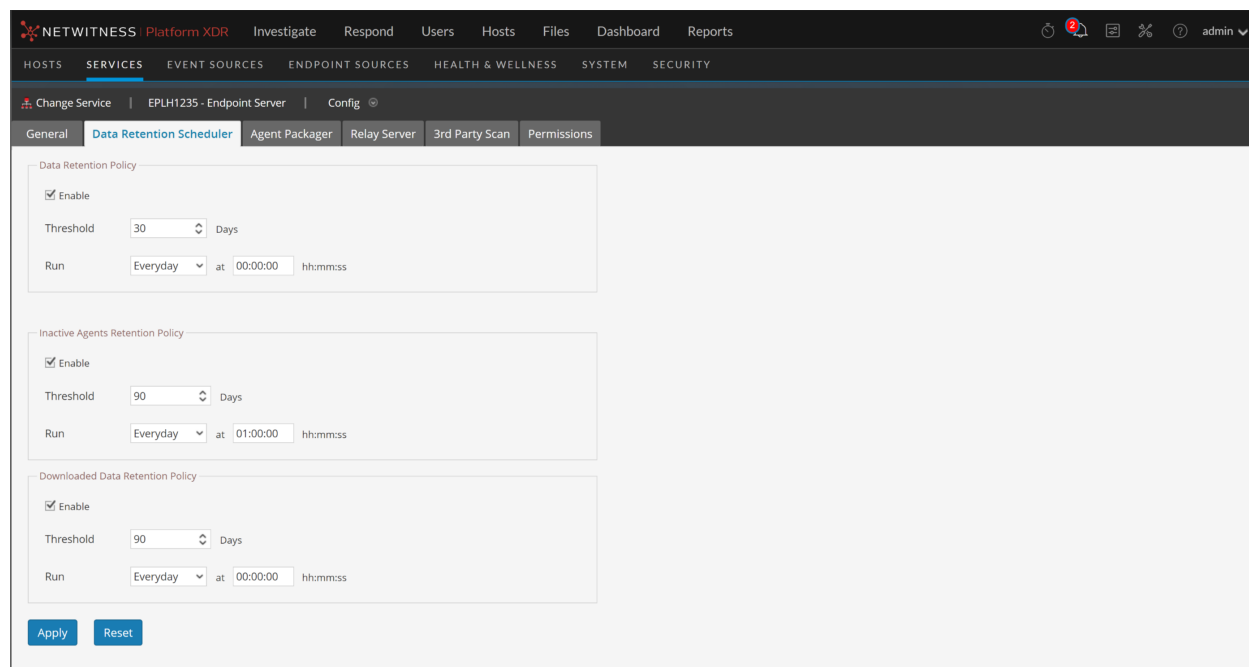 NETWITNESS Platform XDR Investigate Respond Users Hosts Files Dashboard Reports 2 admin
HOSTS SERVICES EVENT SOURCES ENDPOINT SOURCES HEALTH & WELLNESS SYSTEM SECURITY
Change Service | EPLH1235 - Endpoint Server | Config
General Data Retention Scheduler Agent Packager Relay Server 3rd Party Scan Permissions
Data Retention Policy
Enable
Threshold 30 Days
Run Everyday at 00:00:00 hh:mm:ss
Inactive Agents Retention Policy
Enable
Threshold 90 Days
Run Everyday at 01:00:00 hh:mm:ss
Downloaded Data Retention Policy
Enable
Threshold 90 Days
Run Everyday at 00:00:00 hh:mm:ss
Apply Reset